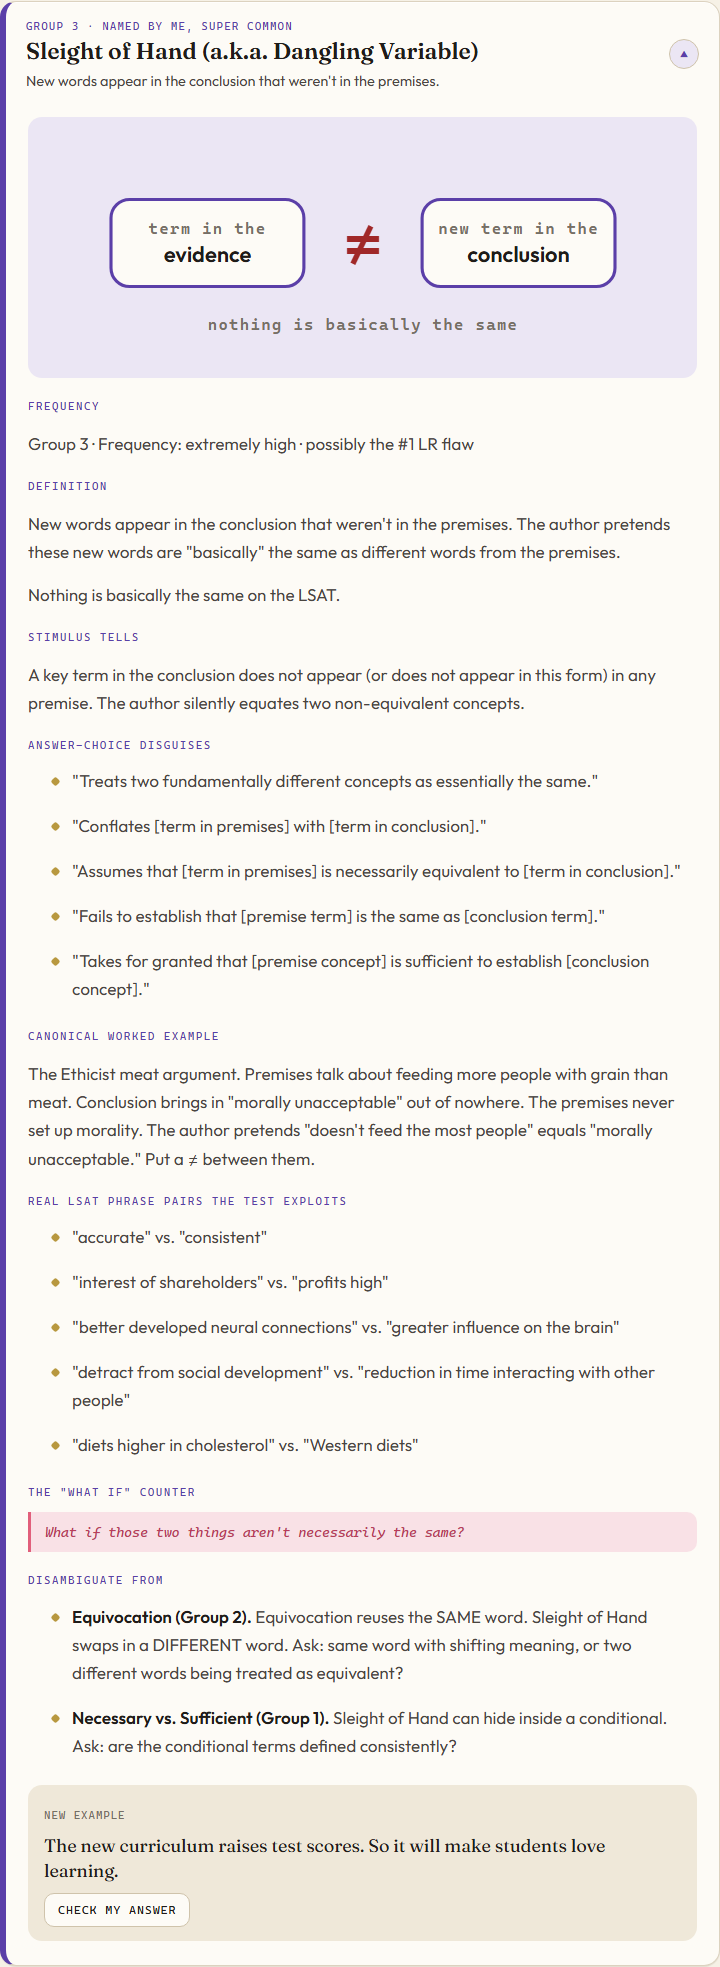 GROUP 3 · NAMED BY ME, SUPER COMMON
Sleight of Hand (a.k.a. Dangling Variable)
▲
New words appear in the conclusion that weren't in the premises.
term in the
evidence
≠
new term in the
conclusion
nothing is basically the same
FREQUENCY
Group 3 · Frequency: extremely high · possibly the #1 LR flaw
DEFINITION
New words appear in the conclusion that weren't in the premises. The author pretends
these new words are "basically" the same as different words from the premises.
Nothing is basically the same on the LSAT.
STIMULUS TELLS
A key term in the conclusion does not appear (or does not appear in this form) in any
premise. The author silently equates two non-equivalent concepts.
ANSWER-CHOICE DISGUISES
"Treats two fundamentally different concepts as essentially the same."
"Conflates [term in premises] with [term in conclusion]."
"Assumes that [term in premises] is necessarily equivalent to [term in conclusion]."
"Fails to establish that [premise term] is the same as [conclusion term]."
"Takes for granted that [premise concept] is sufficient to establish [conclusion
concept]."
CANONICAL WORKED EXAMPLE
The Ethicist meat argument. Premises talk about feeding more people with grain than
meat. Conclusion brings in "morally unacceptable" out of nowhere. The premises never
set up morality. The author pretends "doesn't feed the most people" equals "morally
unacceptable." Put a ≠ between them.
REAL LSAT PHRASE PAIRS THE TEST EXPLOITS
"accurate" vs. "consistent"
"interest of shareholders" vs. "profits high"
"better developed neural connections" vs. "greater influence on the brain"
"detract from social development" vs. "reduction in time interacting with other
people"
"diets higher in cholesterol" vs. "Western diets"
THE "WHAT IF" COUNTER
What if those two things aren't necessarily the same?
DISAMBIGUATE FROM
Equivocation (Group 2). Equivocation reuses the SAME word. Sleight of Hand
swaps in a DIFFERENT word. Ask: same word with shifting meaning, or two
different words being treated as equivalent?
Necessary vs. Sufficient (Group 1). Sleight of Hand can hide inside a conditional.
Ask: are the conditional terms defined consistently?
NEW EXAMPLE
The new curriculum raises test scores. So it will make students love
learning.
CHECK MY ANSWER